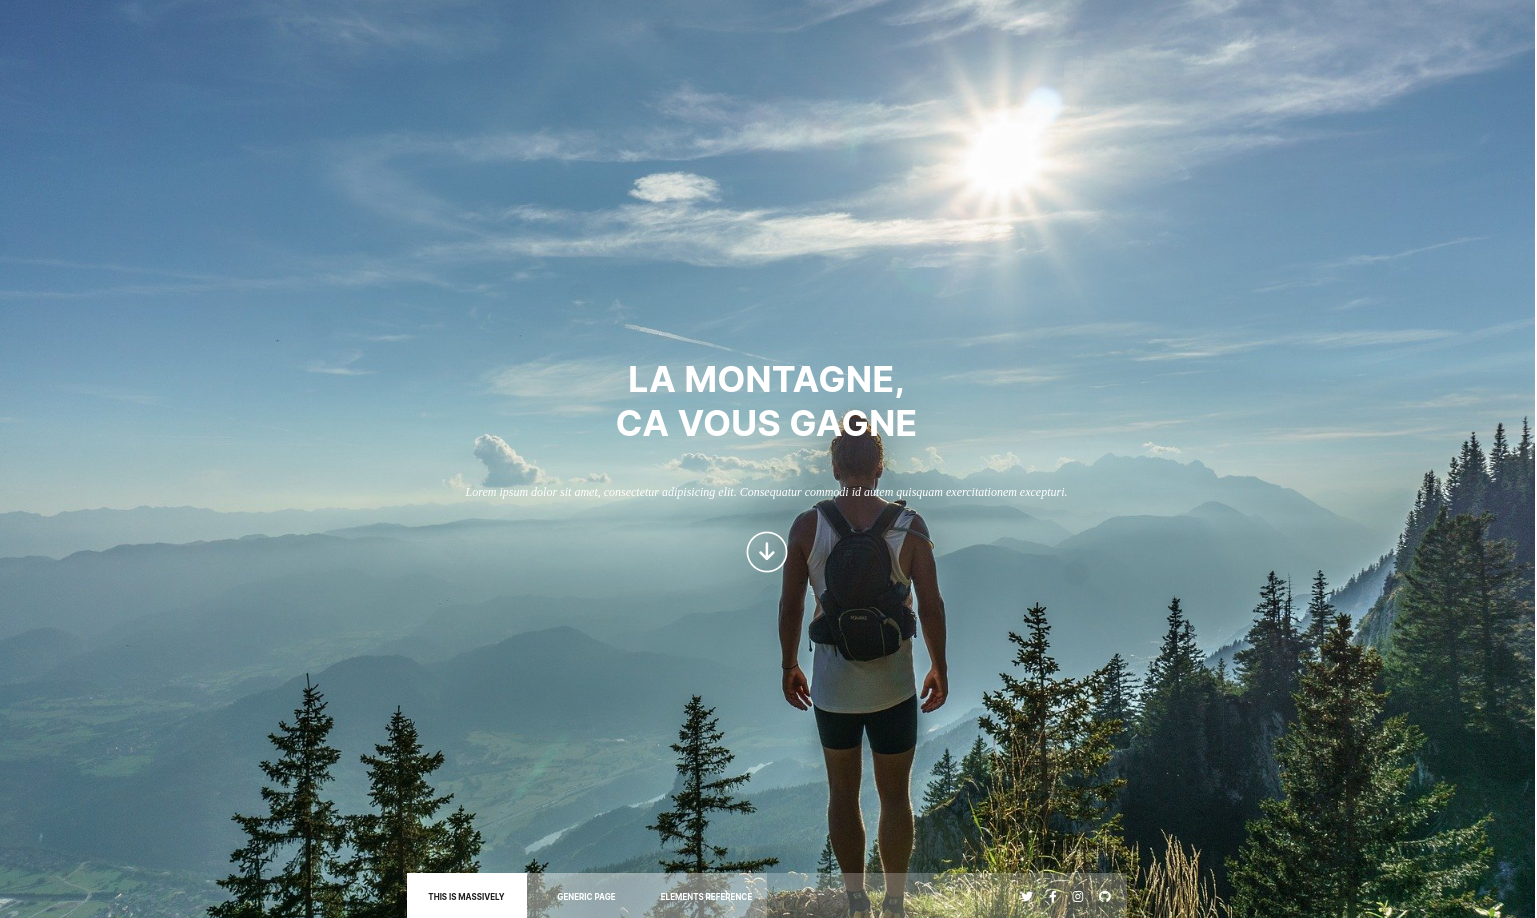 LA MONTAGNE,
CA VOUS GAGNE
Lorem ipsum dolor sit amet, consectetur adipisicing elit. Consequatur commodi id autem quisquam exercitationem excepturi.
THIS IS MASSIVELY
GENERIC PAGE
ELEMENTS REFERENCE